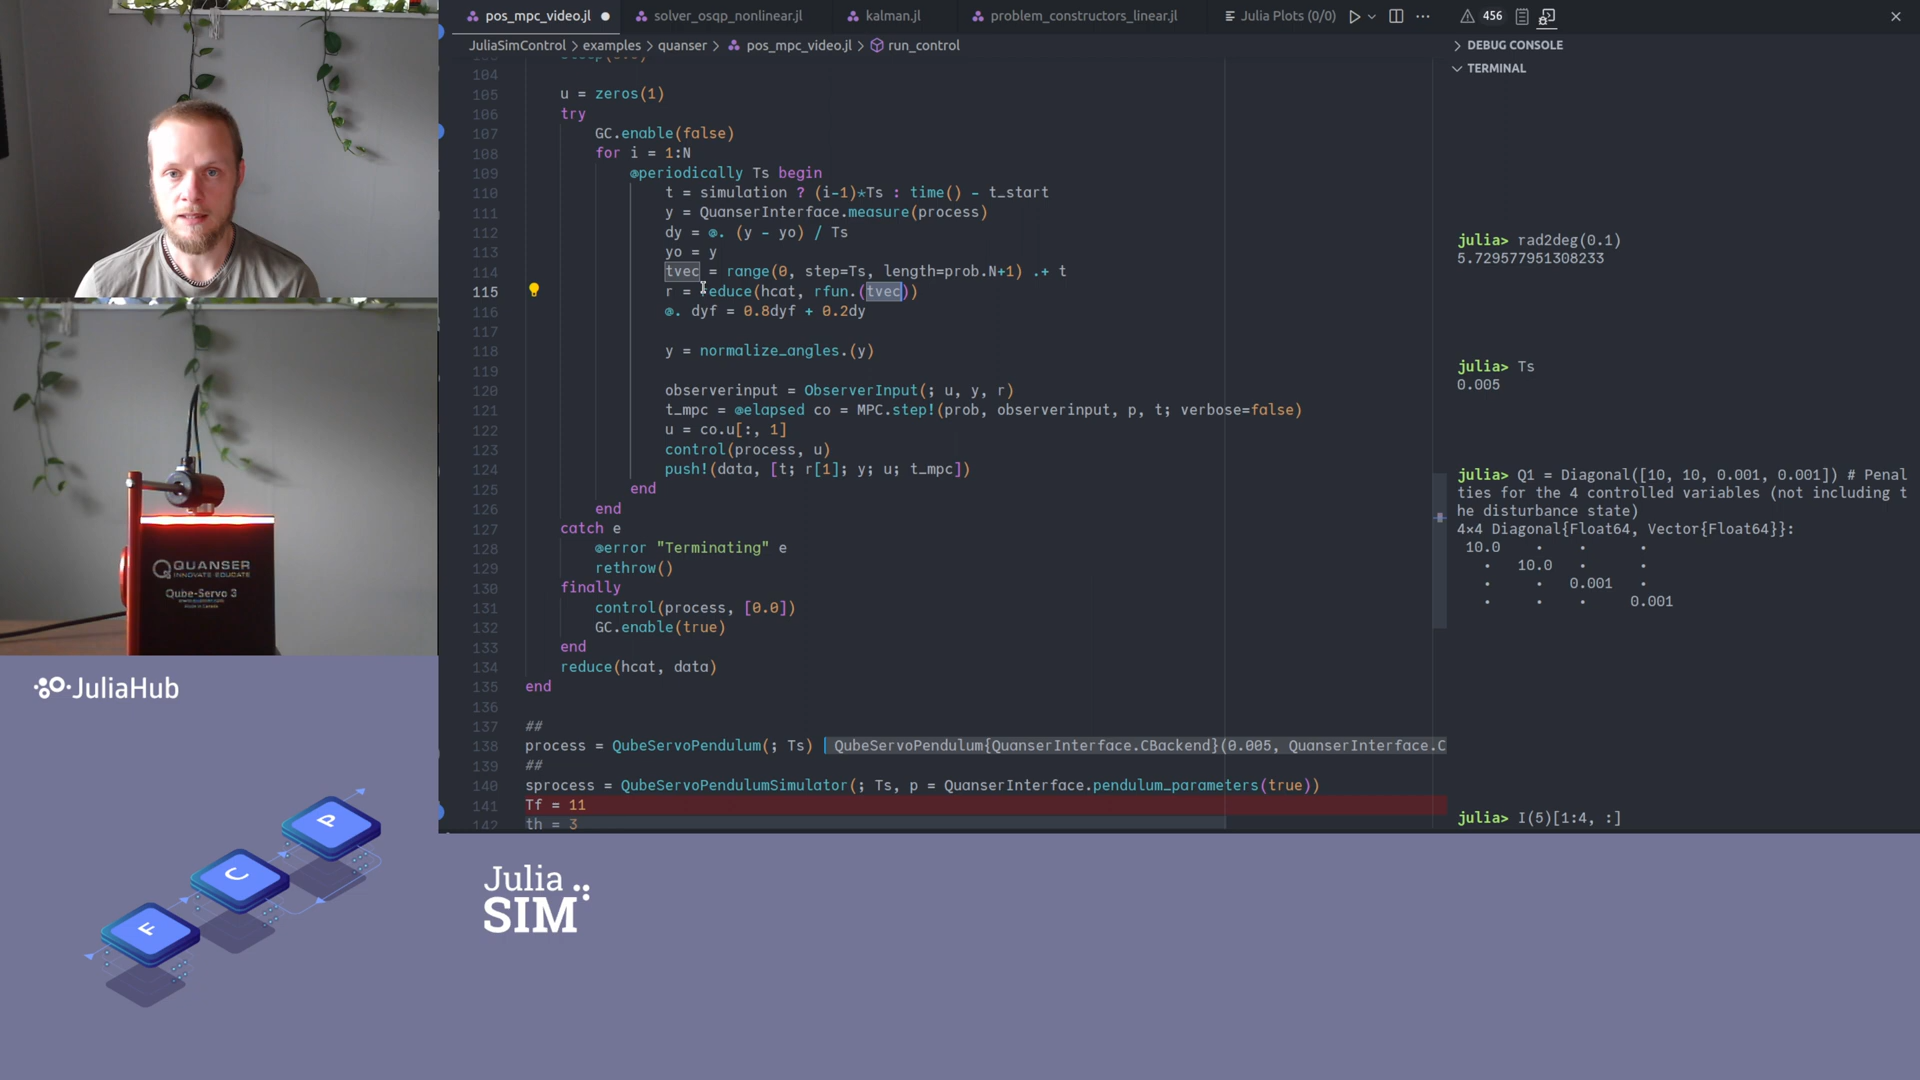 pos_mpc_video.jl
solver_osqp_nonlinear.jl
kalman.jl
problem_constructors_linear.jl
Julia Plots (0/0)
456
JuliaSimControl > examples > quanser > pos_mpc_video.jl > run_control
DEBUG CONSOLE
TERMINAL
104
105 u = zeros(1)
106 try
107 GC.enable(false)
108 for i = 1:N
109 @periodically Ts begin
110 t = simulation ? (i-1)*Ts : time() - t_start
111 y = QuanserInterface.measure(process)
112 dy = @. (y - yo) / Ts
113 yo = y
114 tvec = range(0, step=Ts, length=prob.N+1) .+ t
115 r = reduce(hcat, rfun.(tvec))
116 @. dyf = 0.8dyf + 0.2dy
117
118 y = normalize_angles.(y)
119
120 observerinput = ObserverInput(; u, y, r)
121 t_mpc = @elapsed co = MPC.step!(prob, observerinput, p, t; verbose=false)
122 u = co.u[:, 1]
123 control(process, u)
124 push!(data, [t; r[1]; y; u; t_mpc])
125 end
126 end
127 catch e
128 @error "Terminating" e
129 rethrow()
130 finally
131 control(process, [0.0])
132 GC.enable(true)
133 end
134 reduce(hcat, data)
135 end
136
137 ##
138 process = QubeServoPendulum(; Ts) QubeServoPendulum{QuanserInterface.CBackend}(0.005, QuanserInterface.C
139 ##
140 sprocess = QubeServoPendulumSimulator(; Ts, p = QuanserInterface.pendulum_parameters(true))
141 Tf = 11
142 th = 3
julia> rad2deg(0.1)
5.729577951308233
julia> Ts
0.005
julia> Q1 = Diagonal([10, 10, 0.001, 0.001]) # Penal
ties for the 4 controlled variables (not including t
he disturbance state)
4×4 Diagonal{Float64, Vector{Float64}}:
10.0 ⋅ ⋅ ⋅
⋅ 10.0 ⋅ ⋅
⋅ ⋅ 0.001 ⋅
⋅ ⋅ ⋅ 0.001
julia> I(5)[1:4, :]
QUANSER
INNOVATE EDUCATE
Qube-Servo 3
JuliaHub
P
C
F
Julia
SIM